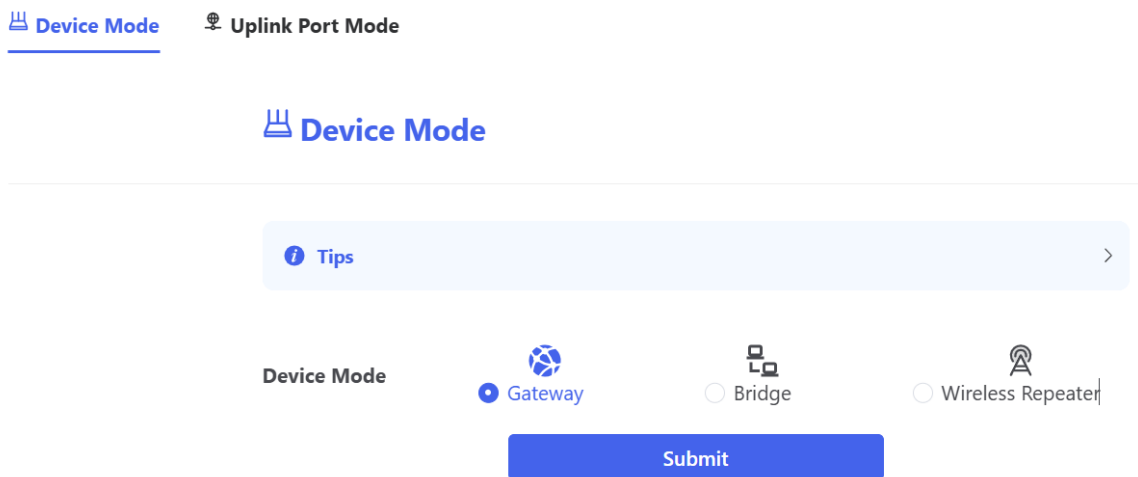 Device Mode Uplink Port Mode
Device Mode
Tips
Device Mode Gateway Bridge Wireless Repeater
Submit